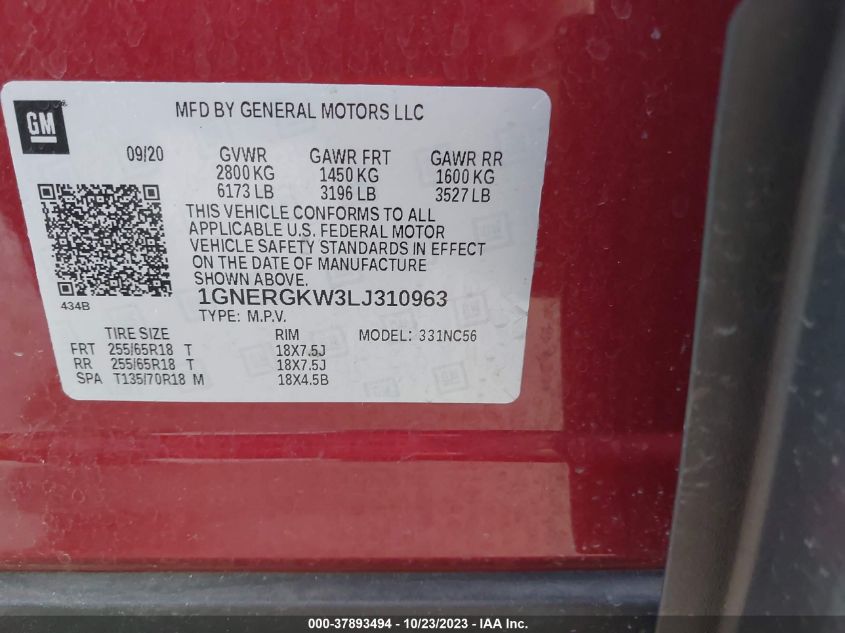 GM
MFD BY GENERAL MOTORS LLC
09/20 GVWR GAWR FRT GAWR RR
2800 KG 1450 KG 1600 KG
6173 LB 3196 LB 3527 LB
THIS VEHICLE CONFORMS TO ALL
APPLICABLE U.S. FEDERAL MOTOR
VEHICLE SAFETY STANDARDS IN EFFECT
ON THE DATE OF MANUFACTURE
SHOWN ABOVE.
434B
1GNERGKW3LJ310963
TYPE: M.P.V.
TIRE SIZE RIM MODEL: 331NC56
FRT 255/65R18 T 18X7.5J
RR 255/65R18 T 18X7.5J
SPA T135/70R18 M 18X4.5B
000-37893494 - 10/23/2023 - IAA Inc.